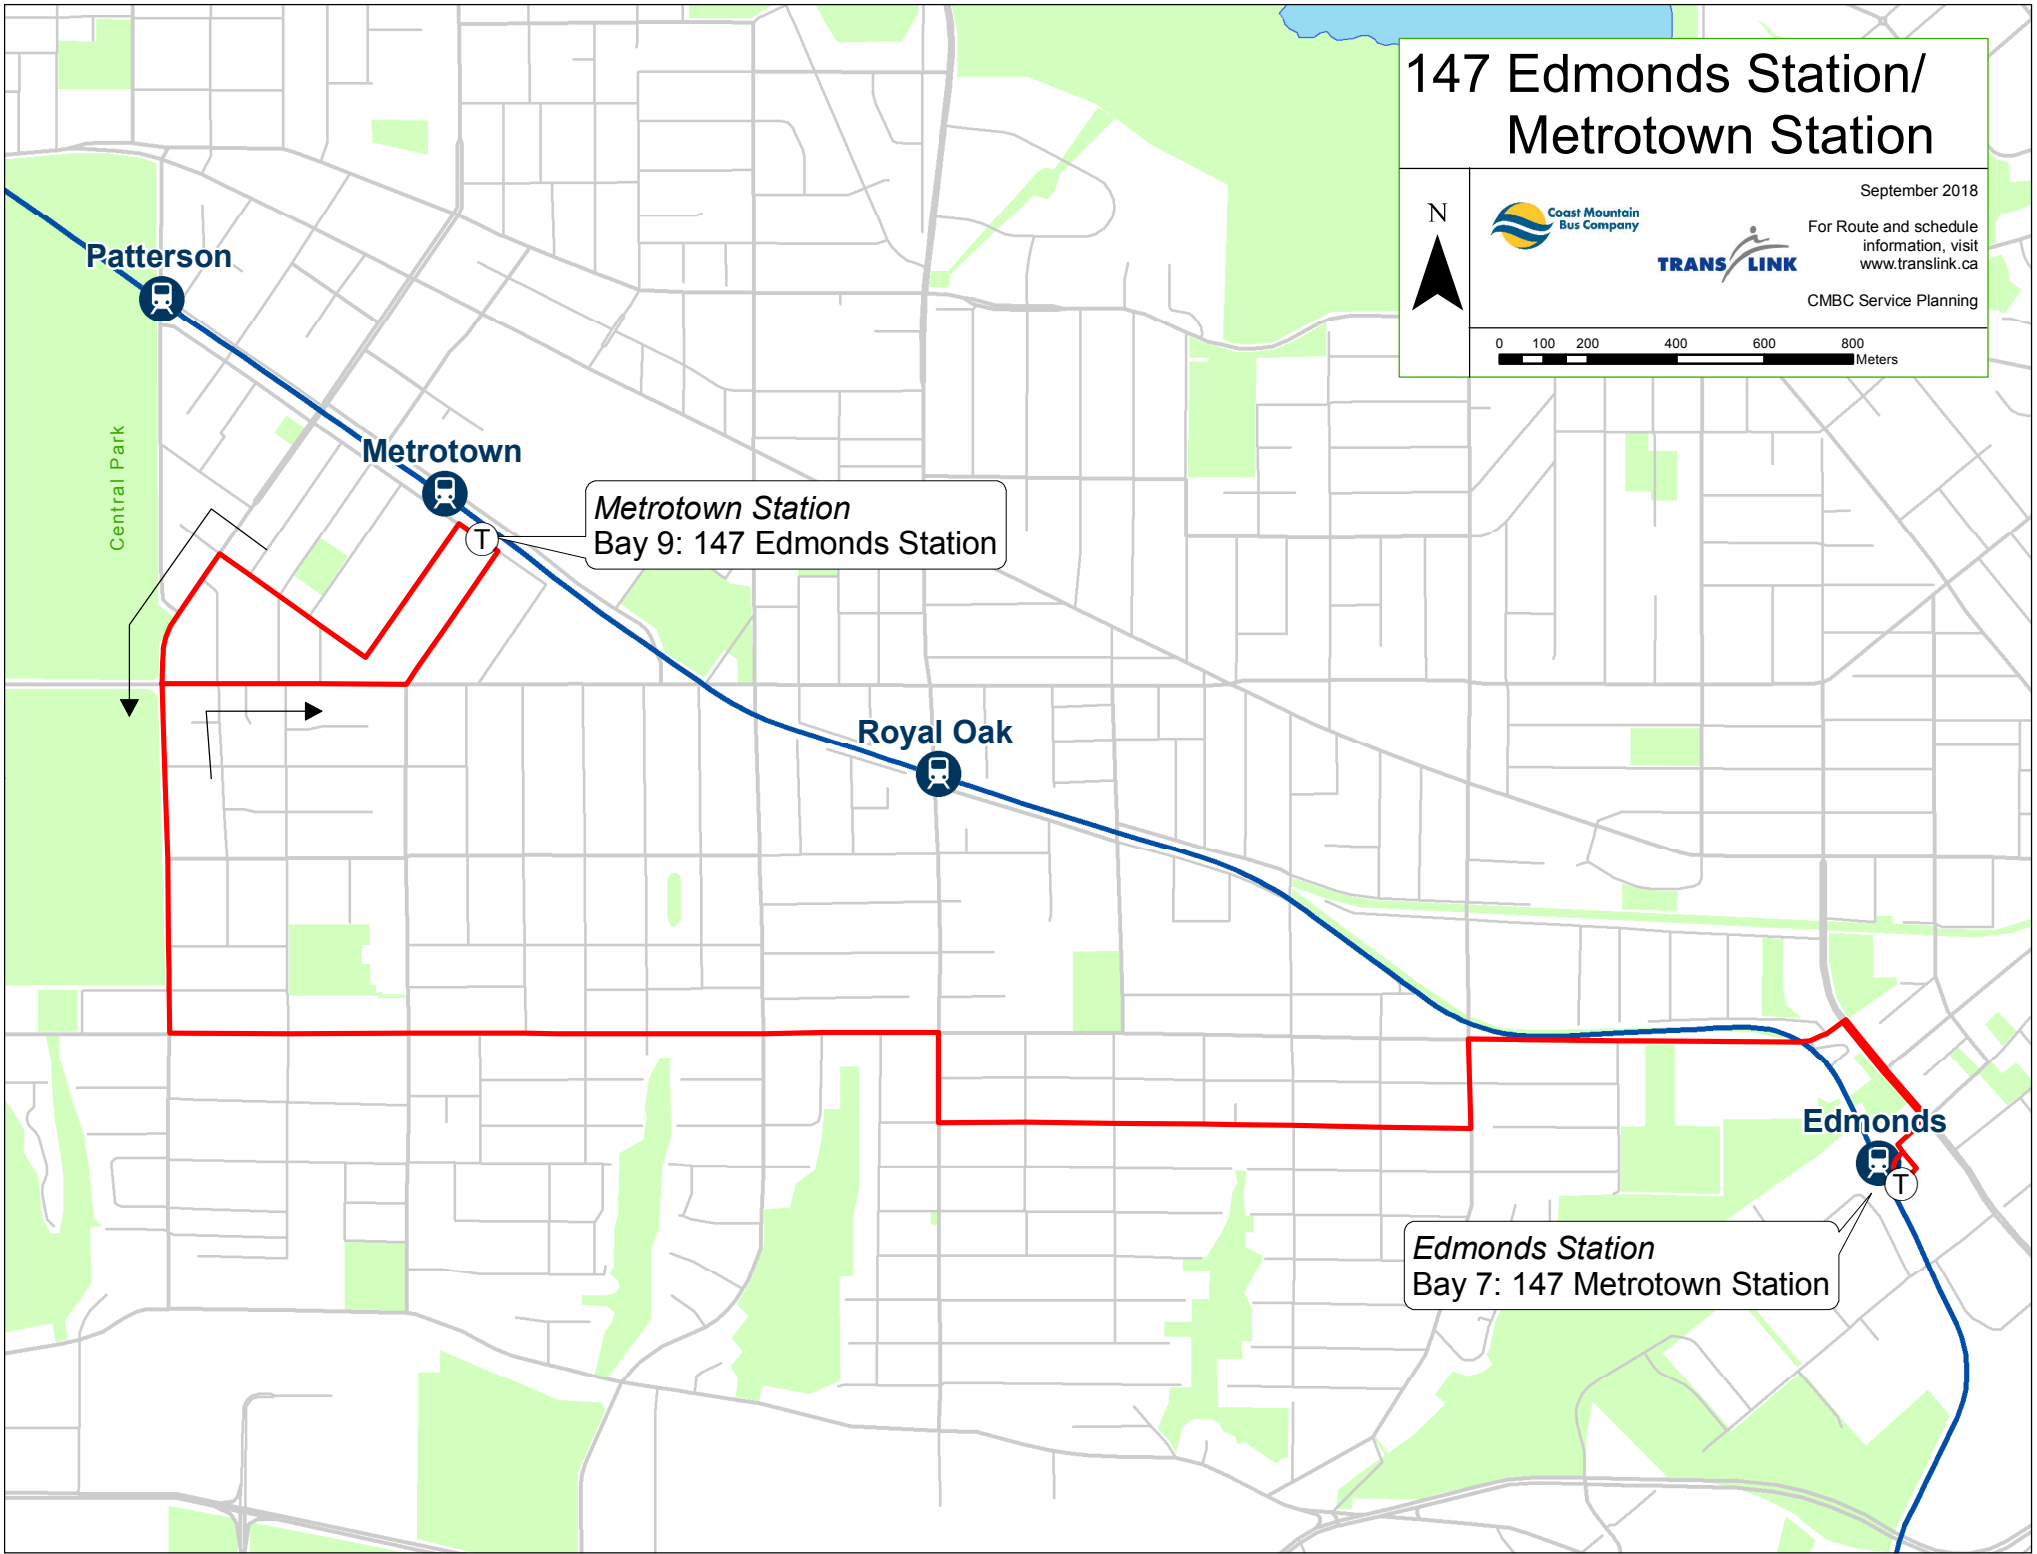 147 Edmonds Station/
Metrotown Station
N
Coast Mountain
Bus Company
TRANS LINK
September 2018
For Route and schedule
information, visit
www.translink.ca
CMBC Service Planning
0 100 200 400 600 800
Meters
Patterson
Metrotown
Central Park
Metrotown Station
Bay 9: 147 Edmonds Station
T
Royal Oak
Edmonds
T
Edmonds Station
Bay 7: 147 Metrotown Station